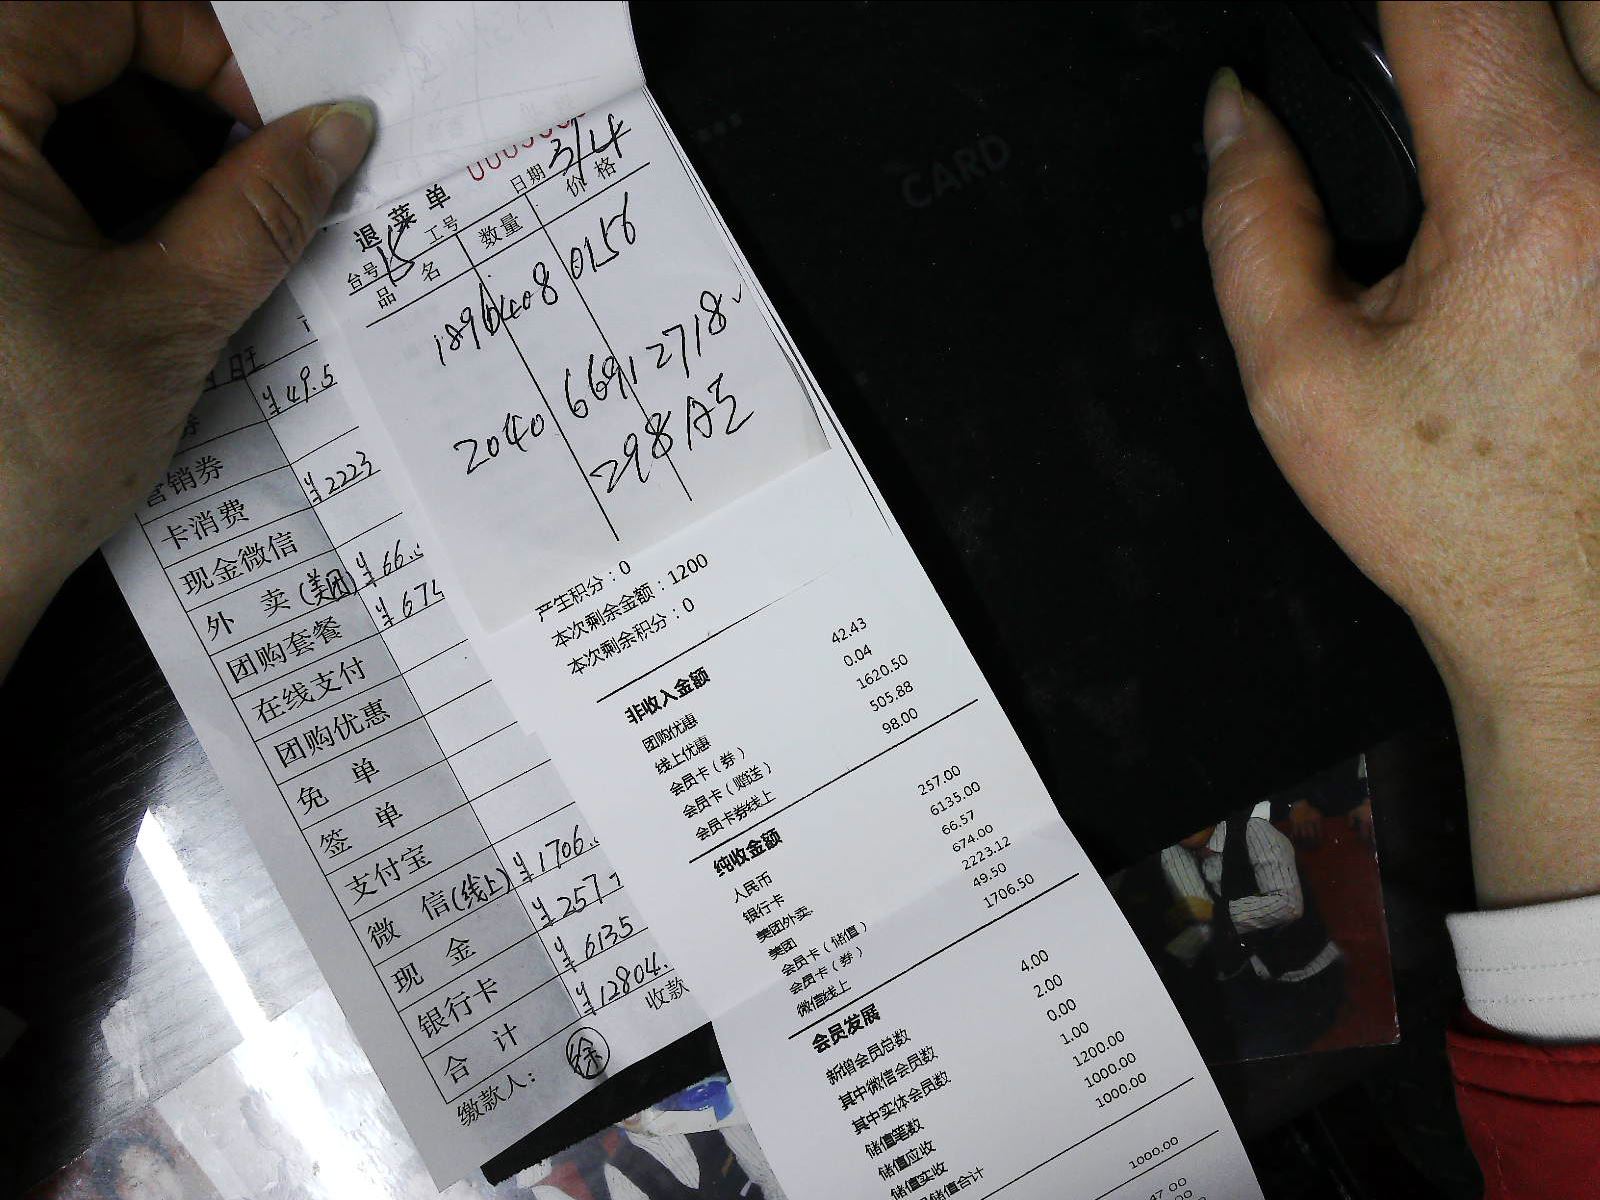 CARD
退菜单
日期 3/14
台号 15 工号
品名 数量 价格
18961408 0156
2040 66912718
298 A豆
¥49.5
营销券
卡消费 ¥2223
现金微信
外卖(美团) ¥66.
团购套餐 ¥674
在线支付
团购优惠
免单
签单
支付宝
微信(线上) ¥1706.
现金 ¥257
银行卡 ¥6135
合计 ¥12804.
缴款人: 徐 收款
产生积分:0
本次剩余金额:1200
本次剩余积分:0
非收入金额
团购优惠 42.43
线上优惠 0.04
会员卡(券) 1620.50
会员卡(赠送) 505.88
会员卡券线上 98.00
纯收金额
人民币 257.00
银行卡 6135.00
美团外卖 66.57
美团 674.00
会员卡(储值) 2223.12
会员卡(券) 49.50
微信线上 1706.50
会员发展
新增会员总数 4.00
其中微信会员数 2.00
其中实体会员数 0.00
储值笔数 1.00
储值应收 1200.00
储值实收 1000.00
储值合计 1000.00
1000.00
47.00